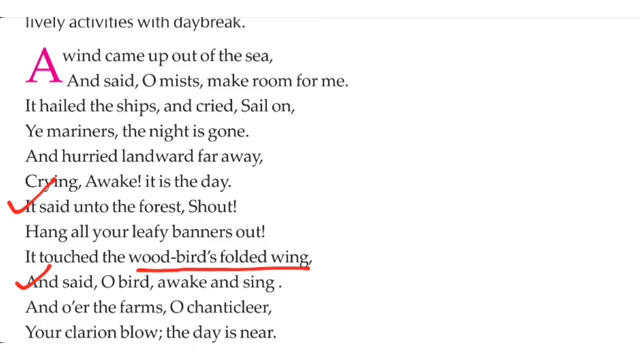 lively activities with daybreak.
A wind came up out of the sea,
And said, O mists, make room for me.
It hailed the ships, and cried, Sail on,
Ye mariners, the night is gone.
And hurried landward far away,
Crying, Awake! it is the day.
It said unto the forest, Shout!
Hang all your leafy banners out!
It touched the wood-bird's folded wing,
And said, O bird, awake and sing .
And o'er the farms, O chanticleer,
Your clarion blow; the day is near.